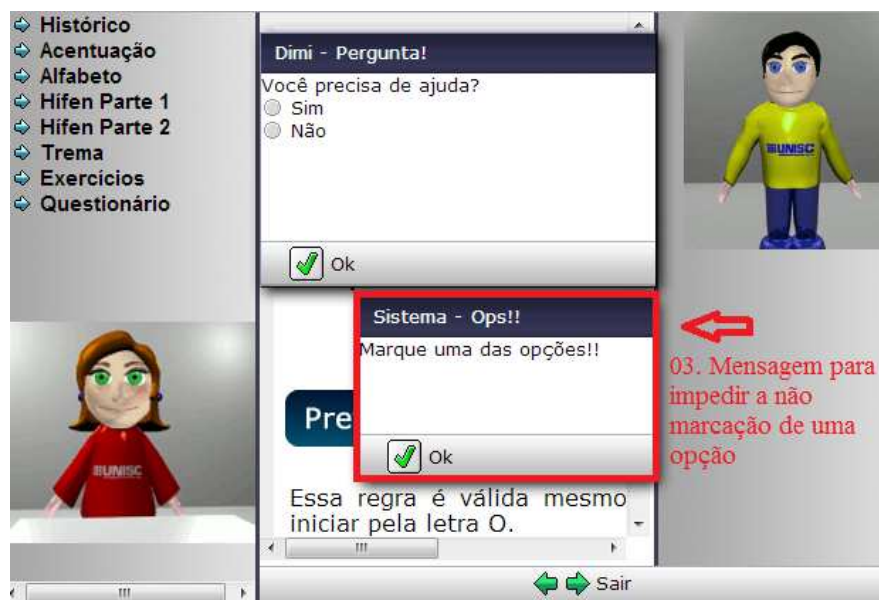 Histórico
Acentuação
Alfabeto
Hífen Parte 1
Hífen Parte 2
Trema
Exercícios
Questionário
Dimi - Pergunta!
Você precisa de ajuda?
Sim
Não
Ok
UNISC
Sistema - Ops!!
Marque uma das opções!!
Ok
03. Mensagem para
impedir a não
marcação de uma
opção
Pre
UNISC
Essa regra é válida mesmo
iniciar pela letra O.
Sair